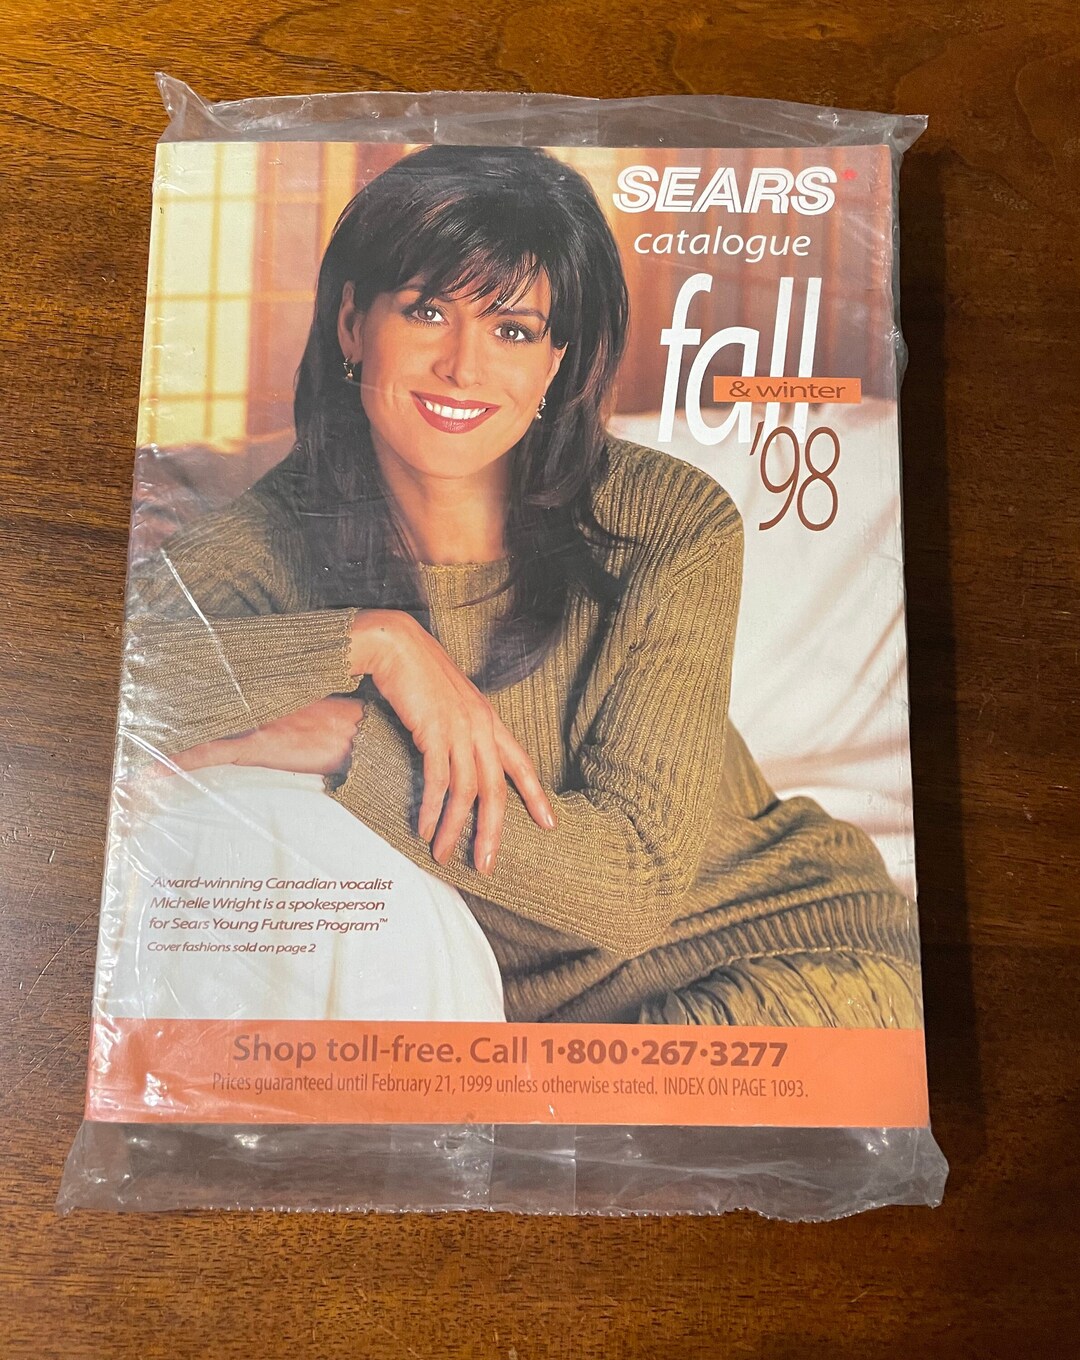 SEARS
catalogue
fall
& winter
'98
Award-winning Canadian vocalist
Michelle Wright is a spokesperson
for Sears Young Futures Program™
Cover fashions sold on page 2
Shop toll-free. Call 1•800•267•3277
Prices guaranteed until February 21, 1999 unless otherwise stated. INDEX ON PAGE 1093.